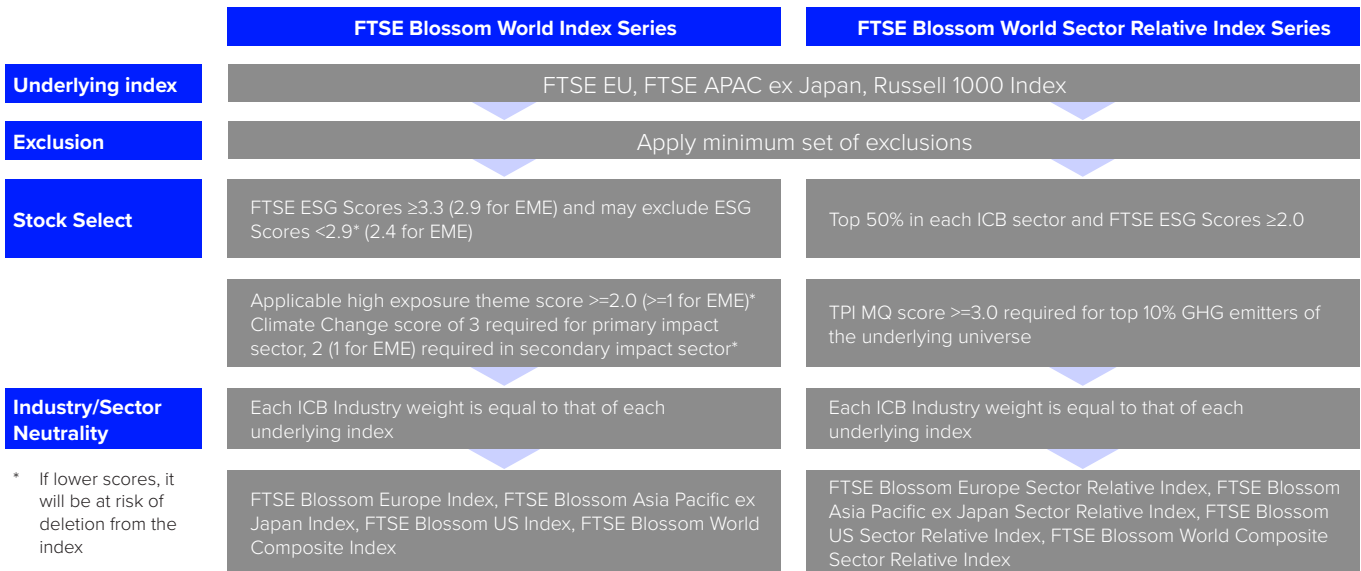 FTSE Blossom World Index Series
FTSE Blossom World Sector Relative Index Series
Underlying index
FTSE EU, FTSE APAC ex Japan, Russell 1000 Index
Exclusion
Apply minimum set of exclusions
Stock Select
FTSE ESG Scores ≥3.3 (2.9 for EME) and may exclude ESG
Scores <2.9* (2.4 for EME)
Top 50% in each ICB sector and FTSE ESG Scores ≥2.0
Applicable high exposure theme score >=2.0 (>=1 for EME)*
Climate Change score of 3 required for primary impact
sector, 2 (1 for EME) required in secondary impact sector*
TPI MQ score >=3.0 required for top 10% GHG emitters of
the underlying universe
Industry/Sector
Neutrality
Each ICB Industry weight is equal to that of each
underlying index
Each ICB Industry weight is equal to that of each
underlying index
* If lower scores, it
will be at risk of
deletion from the
index
FTSE Blossom Europe Index, FTSE Blossom Asia Pacific ex
Japan Index, FTSE Blossom US Index, FTSE Blossom World
Composite Index
FTSE Blossom Europe Sector Relative Index, FTSE Blossom
Asia Pacific ex Japan Sector Relative Index, FTSE Blossom
US Sector Relative Index, FTSE Blossom World Composite
Sector Relative Index